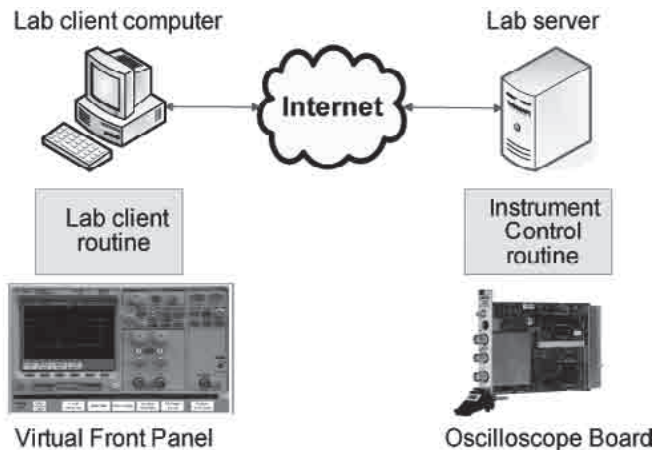 Lab client computer
Lab server
Internet
Lab client
routine
Instrument
Control
routine
Virtual Front Panel
Oscilloscope Board